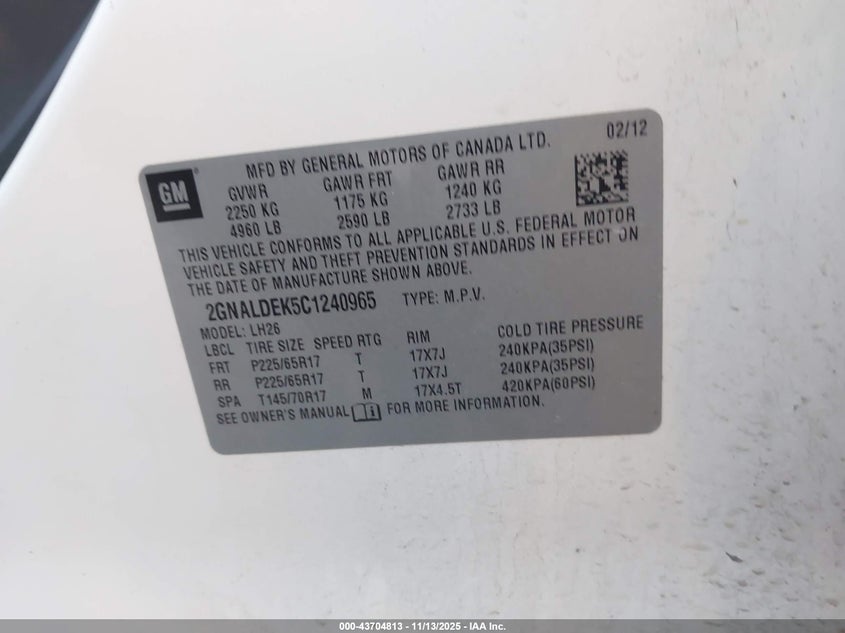 02/12
MFD BY GENERAL MOTORS OF CANADA LTD.
GM
GVWR GAWR FRT GAWR RR
2250 KG 1175 KG 1240 KG
4960 LB 2590 LB 2733 LB
THIS VEHICLE CONFORMS TO ALL APPLICABLE U.S. FEDERAL MOTOR
VEHICLE SAFETY AND THEFT PREVENTION STANDARDS IN EFFECT ON
THE DATE OF MANUFACTURE SHOWN ABOVE.
2GNALDEK5C1240965 TYPE: M.P.V.
MODEL: LH26
LBCL TIRE SIZE SPEED RTG RIM COLD TIRE PRESSURE
FRT P225/65R17 T 17X7J 240KPA(35PSI)
RR P225/65R17 T 17X7J 240KPA(35PSI)
SPA T145/70R17 M 17X4.5T 420KPA(60PSI)
SEE OWNER'S MANUAL FOR MORE INFORMATION.
000-43704813 - 11/13/2025 - IAA Inc.